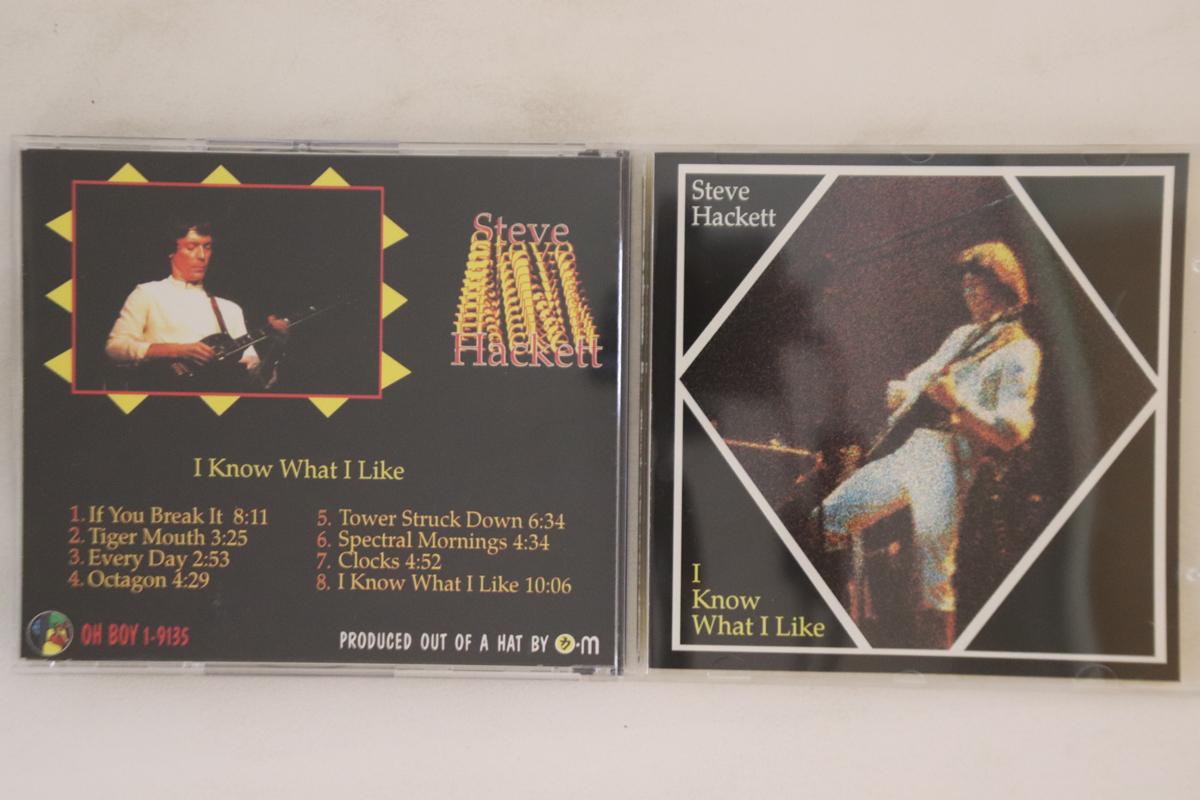 Steve
Hackett
I Know What I Like
1. If You Break It 8:11
2. Tiger Mouth 3:25
3. Every Day 2:53
4. Octagon 4:29
5. Tower Struck Down 6:34
6. Spectral Mornings 4:34
7. Clocks 4:52
8. I Know What I Like 10:06
OH BOY 1-9135
PRODUCED OUT OF A HAT BY カ·M
Steve
Hackett
I
Know
What I Like